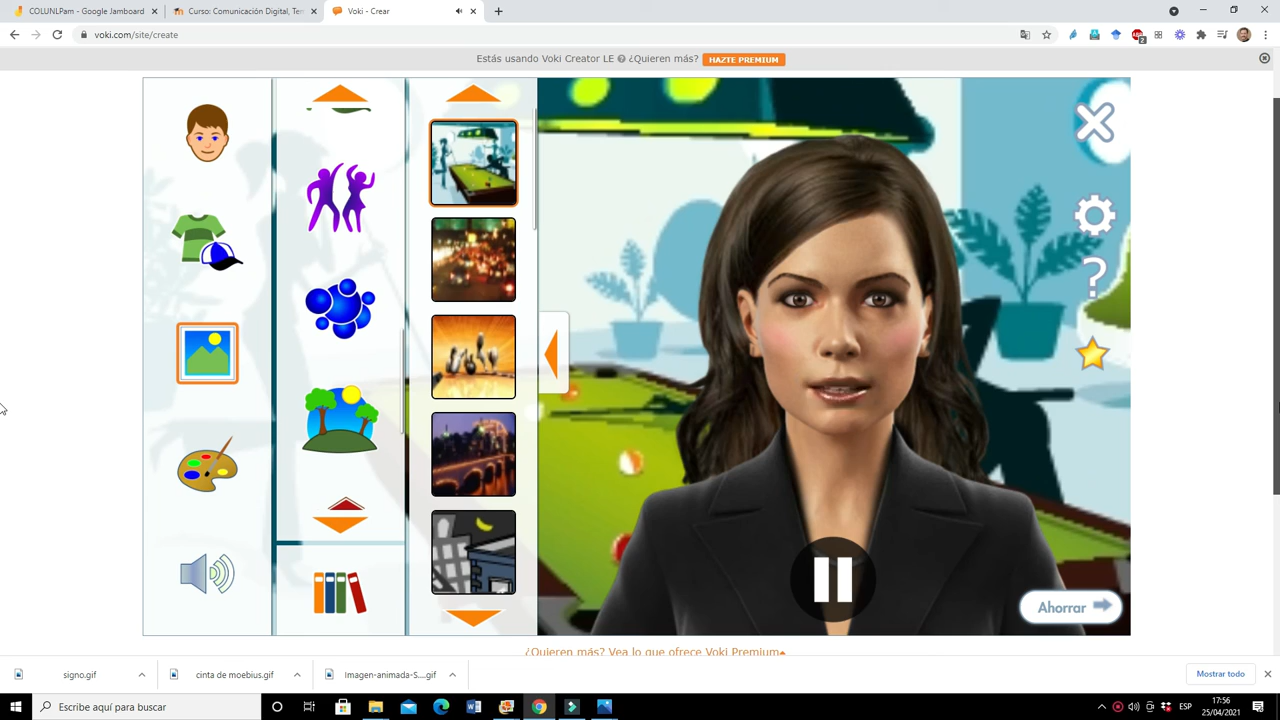 COLUNLPam - Google Jamboard
Curso: Comunicación Digital, Ten
Voki - Crear
voki.com/site/create
2
Estás usando Voki Creator LE ? ¿Quieren más? HAZTE PREMIUM
?
Ahorrar
¿Quieren más? Vea lo que ofrece Voki Premium
signo.gif
cinta de moebius.gif
Imagen-animada-S....gif
Mostrar todo
Escribe aquí para buscar
ESP
17:56
25/04/2021